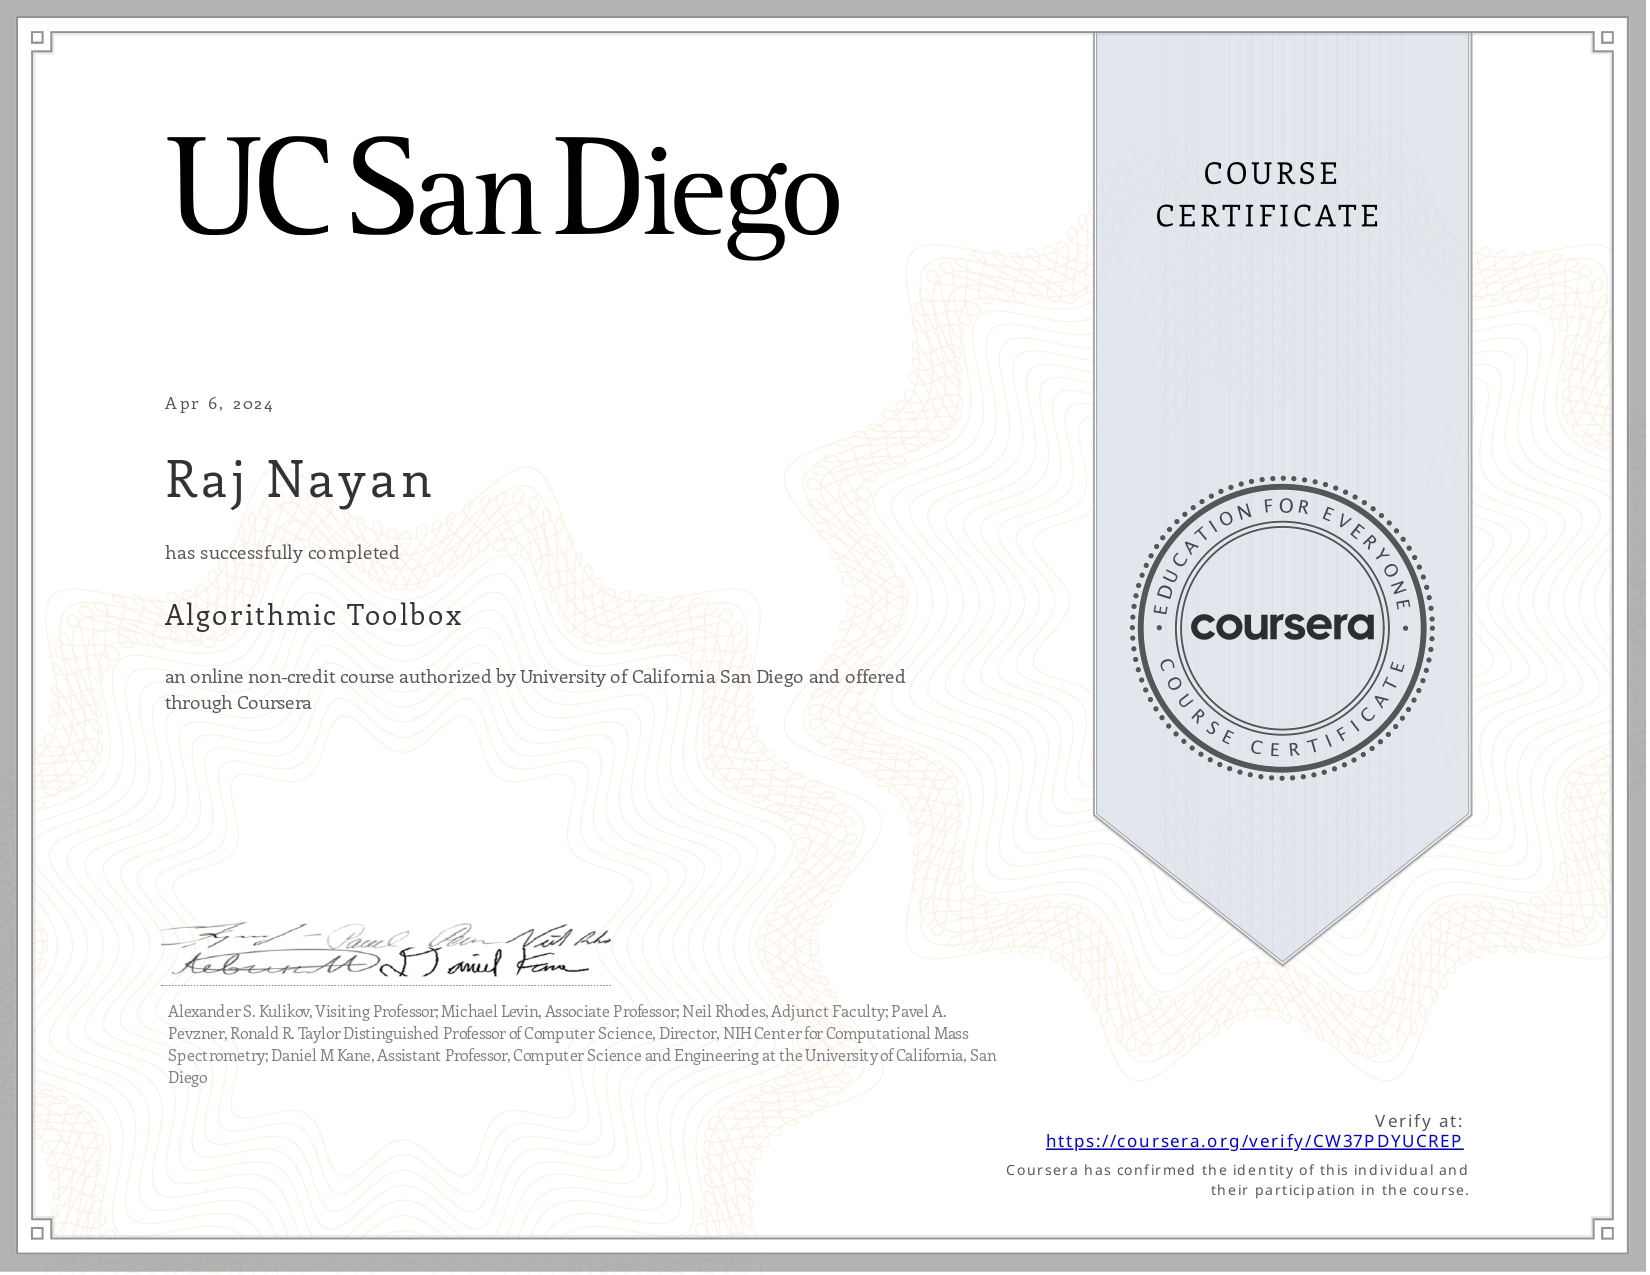 UC San Diego
COURSE
CERTIFICATE
Apr 6, 2024
Raj Nayan
has successfully completed
Algorithmic Toolbox
an online non-credit course authorized by University of California San Diego and offered
through Coursera
EDUCATION FOR EVERYONE
coursera
COURSE CERTIFICATE
Daniel Kane
Alexander S. Kulikov, Visiting Professor; Michael Levin, Associate Professor; Neil Rhodes, Adjunct Faculty; Pavel A.
Pevzner, Ronald R. Taylor Distinguished Professor of Computer Science, Director, NIH Center for Computational Mass
Spectrometry; Daniel M Kane, Assistant Professor, Computer Science and Engineering at the University of California, San
Diego
Verify at:
https://coursera.org/verify/CW37PDYUCREP
Coursera has confirmed the identity of this individual and
their participation in the course.